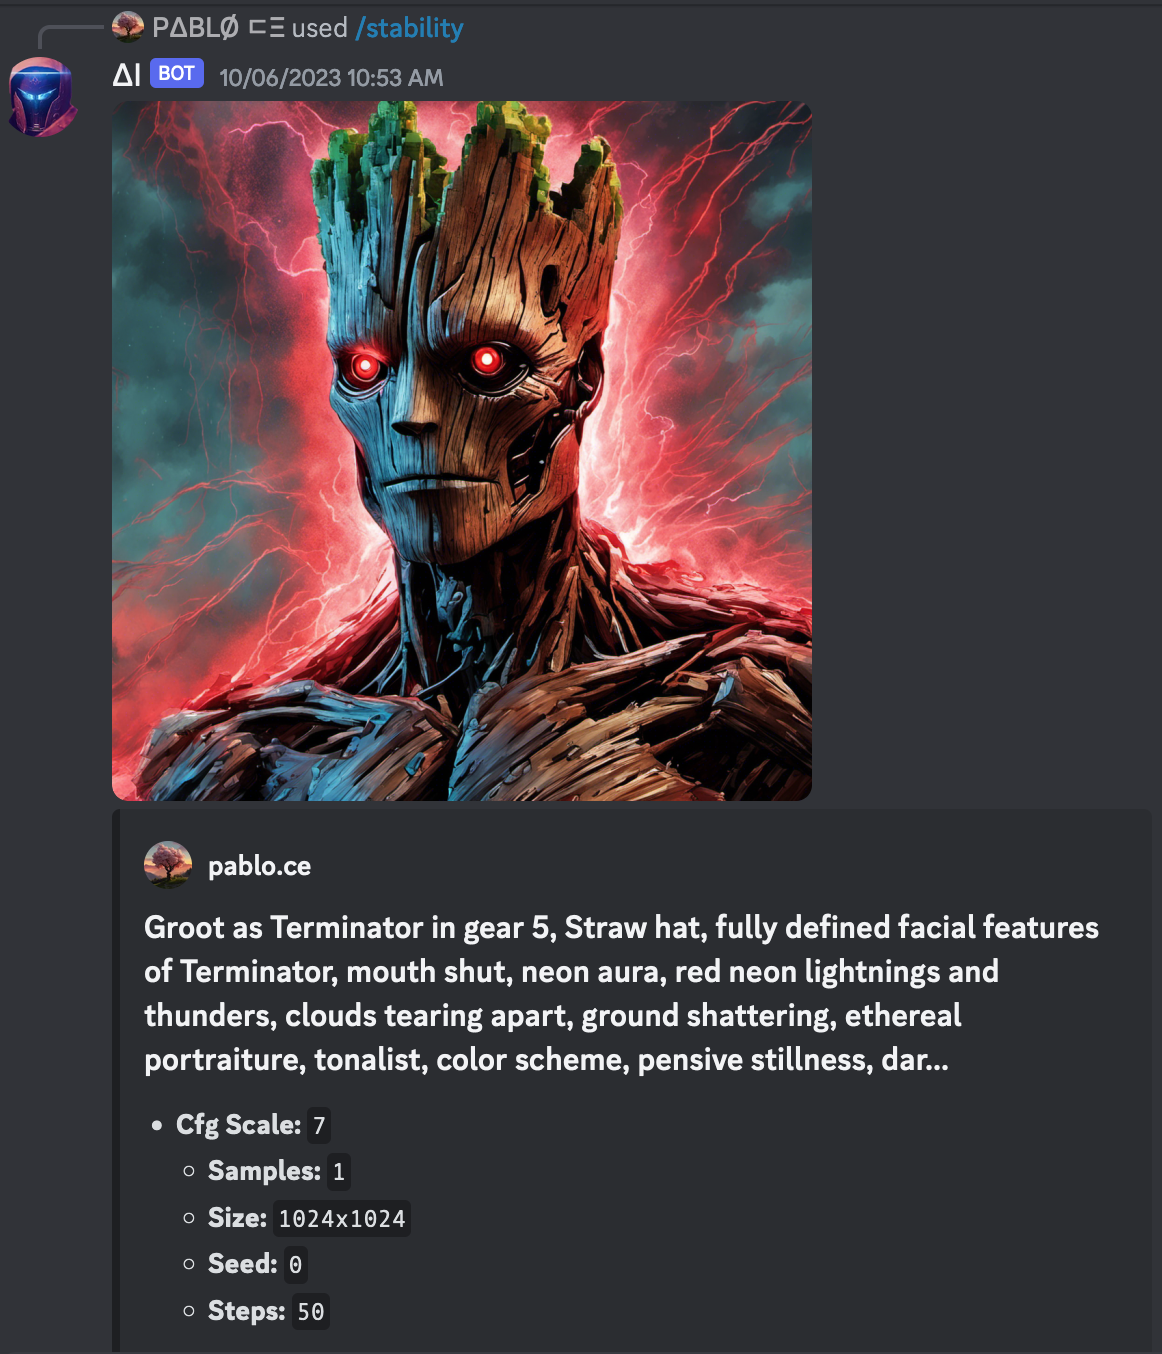 PΔBLØ ㄷΞ used /stability
ΔI BOT 10/06/2023 10:53 AM
pablo.ce
Groot as Terminator in gear 5, Straw hat, fully defined facial features
of Terminator, mouth shut, neon aura, red neon lightnings and
thunders, clouds tearing apart, ground shattering, ethereal
portraiture, tonalist, color scheme, pensive stillness, dar...
• Cfg Scale: 7
◦ Samples: 1
◦ Size: 1024x1024
◦ Seed: 0
◦ Steps: 50